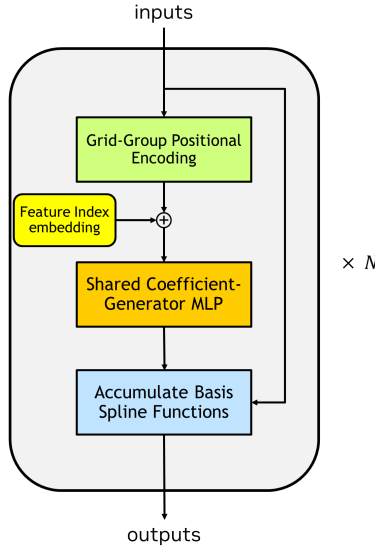 inputs
Grid-Group Positional
Encoding
Feature Index
embedding
+
Shared Coefficient-
Generator MLP
×
Accumulate Basis
Spline Functions
outputs